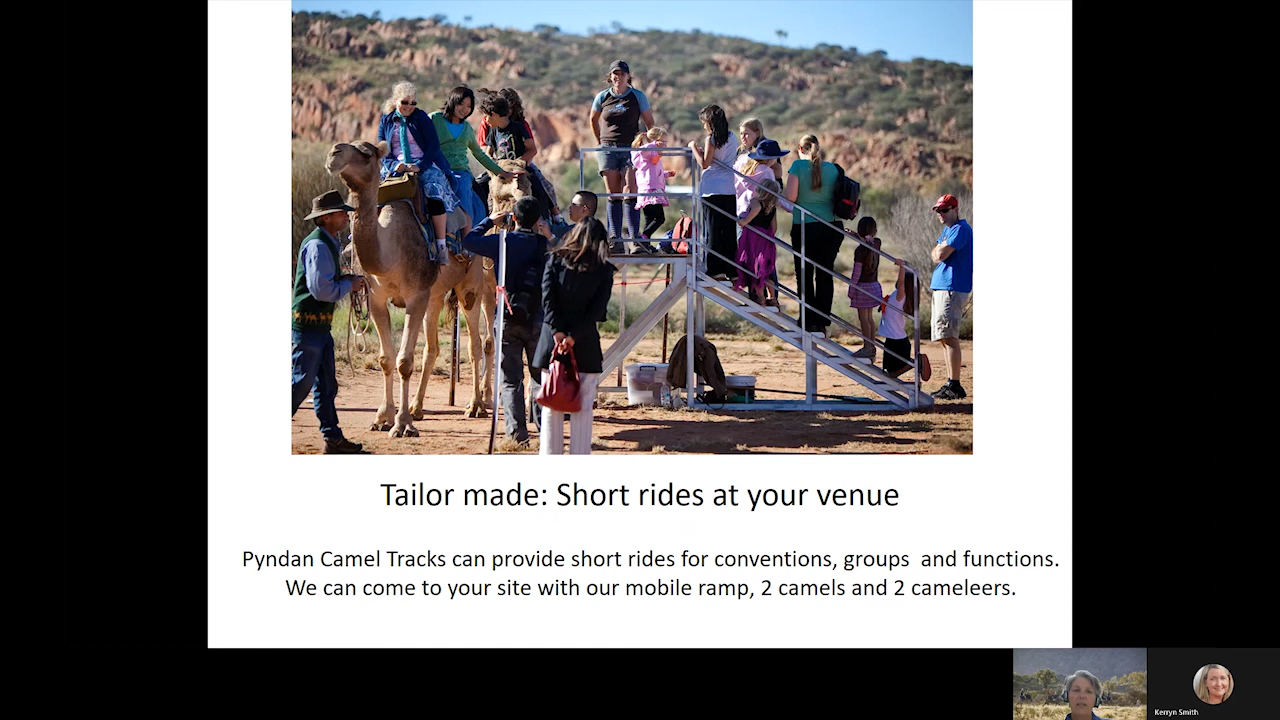 Tailor made: Short rides at your venue
Pyndan Camel Tracks can provide short rides for conventions, groups and functions.
We can come to your site with our mobile ramp, 2 camels and 2 cameleers.
Kerryn Smith